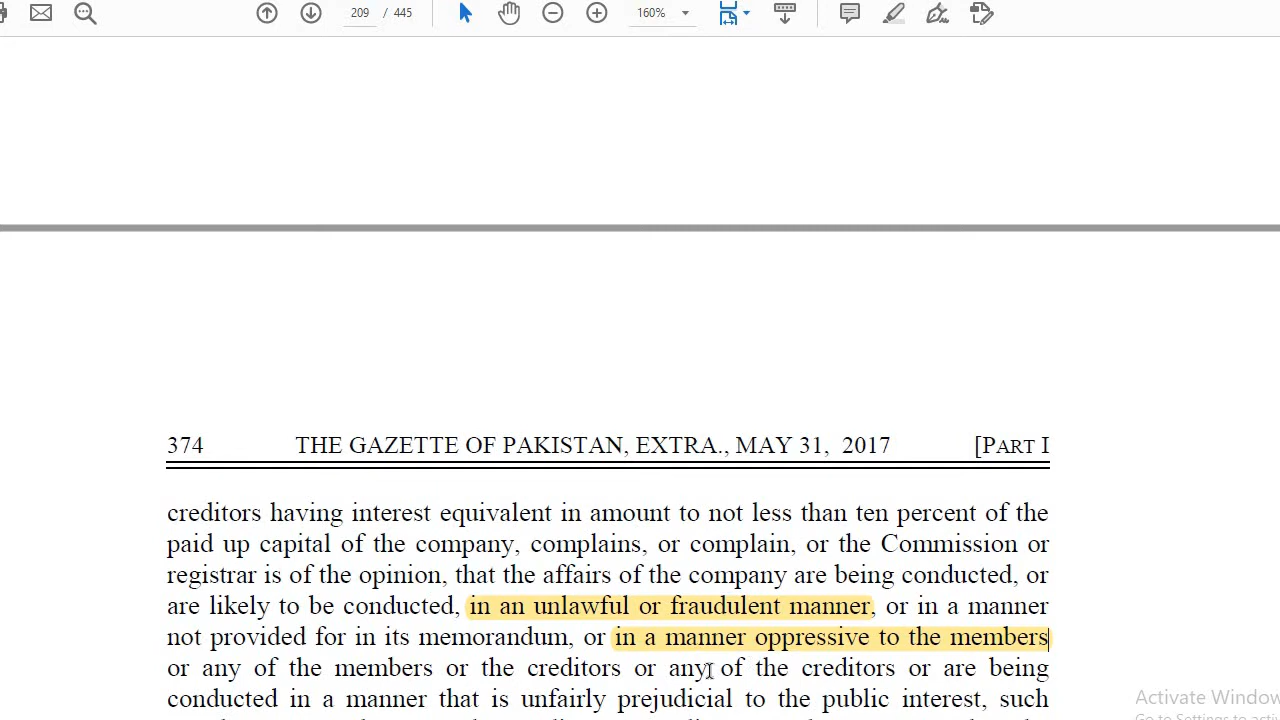 209 / 445 160%
374 THE GAZETTE OF PAKISTAN, EXTRA., MAY 31, 2017 [PART I
creditors having interest equivalent in amount to not less than ten percent of the
paid up capital of the company, complains, or complain, or the Commission or
registrar is of the opinion, that the affairs of the company are being conducted, or
are likely to be conducted, in an unlawful or fraudulent manner, or in a manner
not provided for in its memorandum, or in a manner oppressive to the members
or any of the members or the creditors or any of the creditors or are being
conducted in a manner that is unfairly prejudicial to the public interest, such
Activate Window
Go to Settings to acti